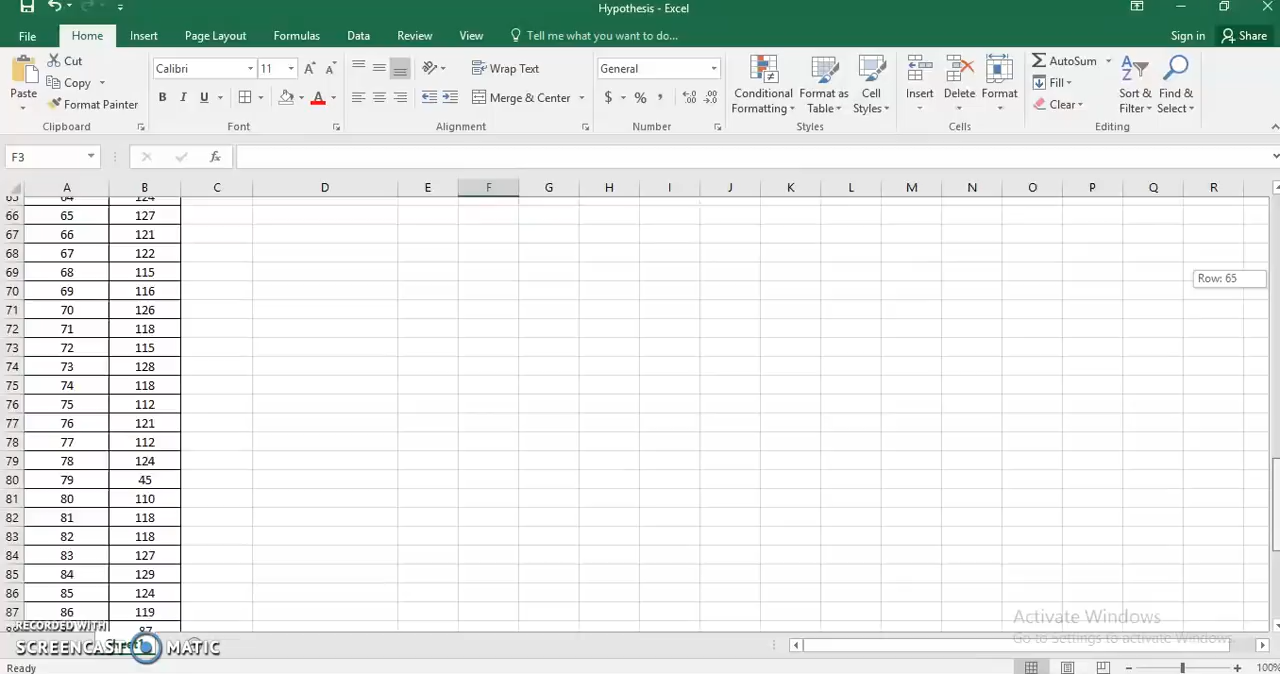 Hypothesis - Excel
File Home Insert Page Layout Formulas Data Review View Tell me what you want to do... Sign in Share
Cut
Copy
Format Painter
Paste
Clipboard
Calibri 11
B I U
Font
Wrap Text
Merge & Center
Alignment
General
$ % ,
Number
Conditional Formatting
Format as Table
Cell Styles
Styles
Insert Delete Format
Cells
AutoSum
Fill
Clear
Sort & Filter
Find & Select
Editing
F3 fx
A B C D E F G H I J K L M N O P Q R
65 64 124
66 65 127
67 66 121
68 67 122
69 68 115
70 69 116
71 70 126
72 71 118
73 72 115
74 73 128
75 74 118
76 75 112
77 76 121
78 77 112
79 78 124
80 79 45
81 80 110
82 81 118
83 82 118
84 83 127
85 84 129
86 85 124
87 86 119
87
Row: 65
Activate Windows
Go to Settings to activate Windows.
RECORDED WITH
SCREENCAST MATIC
Ready
100%